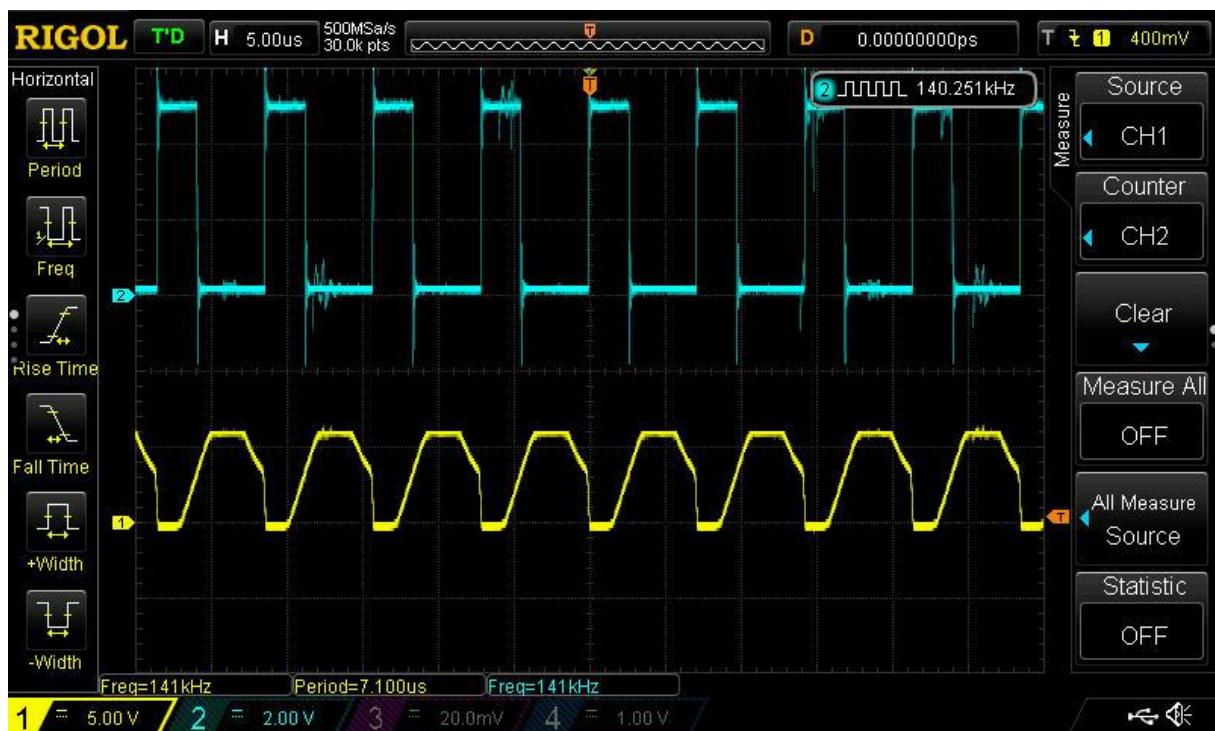 RIGOL T'D H 5.00us 500MSa/s 30.0k pts D 0.00000000ps T 1 400mV
Horizontal
Period
Freq
Rise Time
Fall Time
+Width
-Width
T
2 140.251kHz
2
1
T
Measure
Source
CH1
Counter
CH2
Clear
Measure All
OFF
All Measure
Source
Statistic
OFF
Freq=141kHz Period=7.100us Freq=141kHz
1 5.00 V 2 2.00 V 3 20.0mV 4 1.00 V